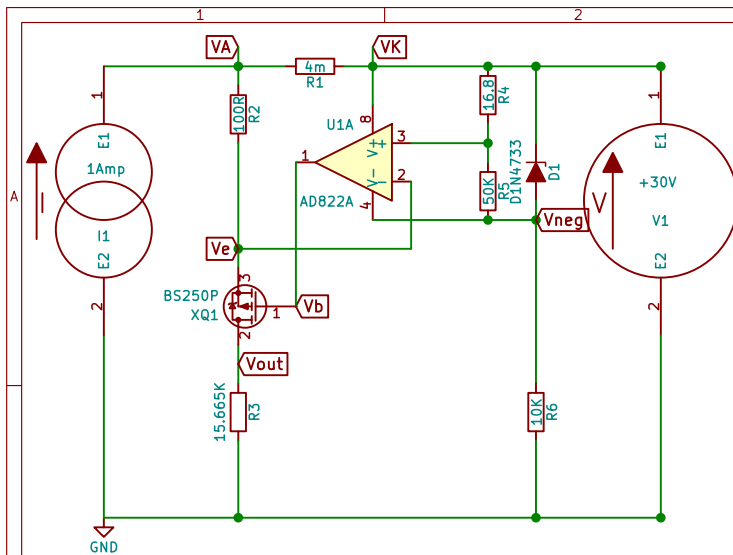 1
2
VA
VK
4m
R1
1
8
1
E1
100R
R2
U1A
16.8
R4
E1
1Amp
1
3
V+
+
D1N4733
D1
+30V
A
I
2
V-
-
50K
R5
V
V1
AD822A
4
Vneg
I1
E2
Ve
E2
2
3
2
BS250P
XQ1
1
Vb
2
Vout
15.665K
R3
10K
R6
GND